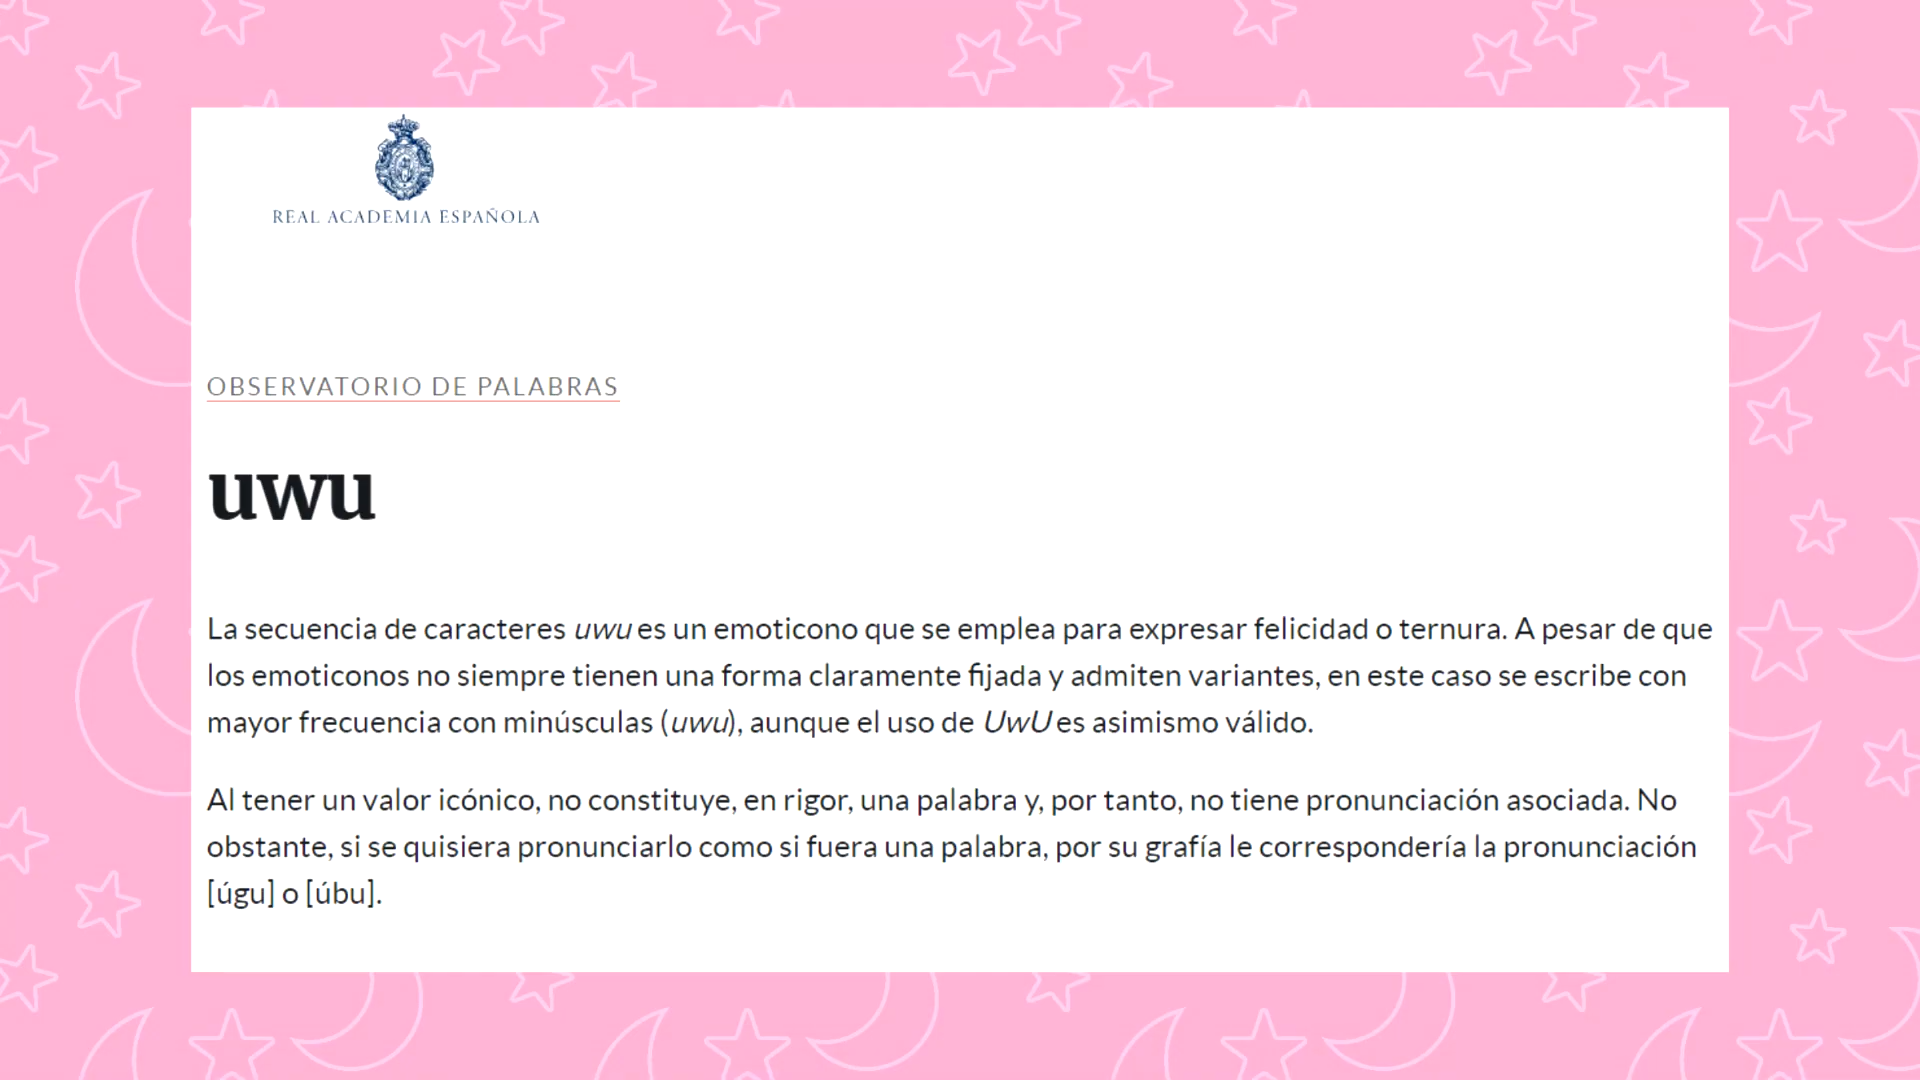 REAL ACADEMIA ESPAÑOLA
OBSERVATORIO DE PALABRAS
uwu
La secuencia de caracteres uwu es un emoticono que se emplea para expresar felicidad o ternura. A pesar de que
los emoticonos no siempre tienen una forma claramente fijada y admiten variantes, en este caso se escribe con
mayor frecuencia con minúsculas (uwu), aunque el uso de UwU es asimismo válido.
Al tener un valor icónico, no constituye, en rigor, una palabra y, por tanto, no tiene pronunciación asociada. No
obstante, si se quisiera pronunciarlo como si fuera una palabra, por su grafía le correspondería la pronunciación
[úgu] o [úbu].